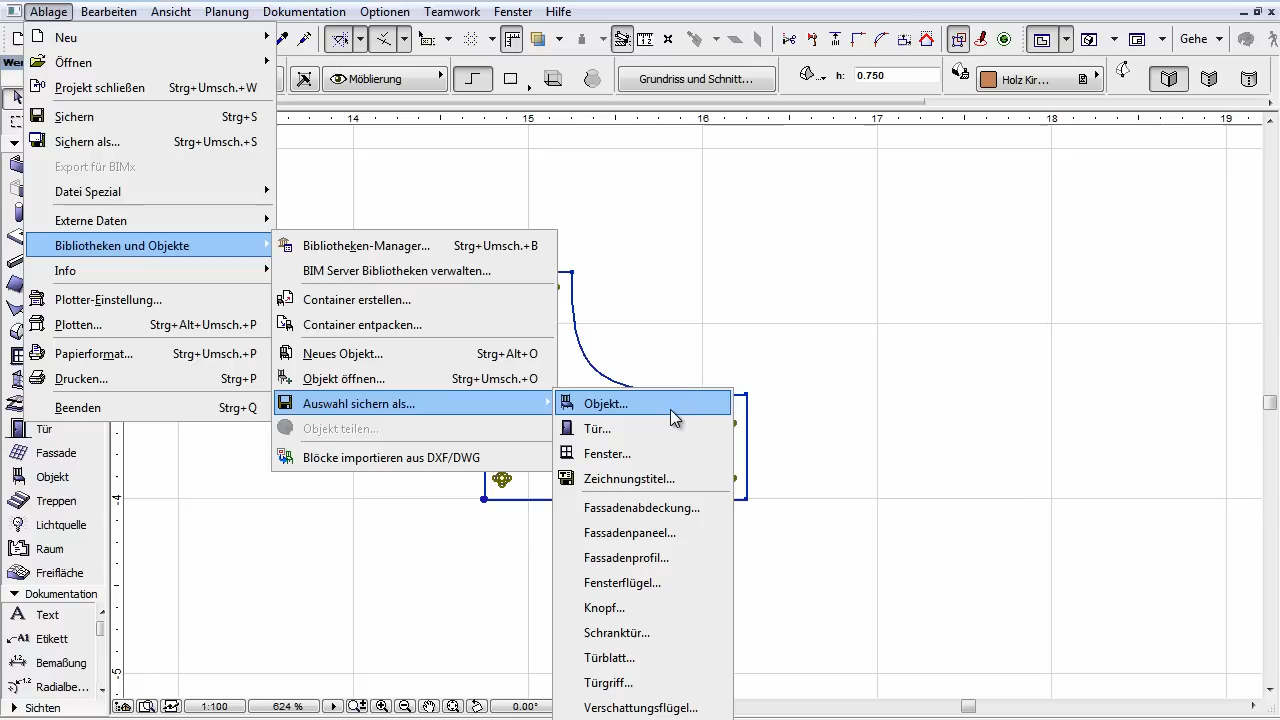 Ablage Bearbeiten Ansicht Planung Dokumentation Optionen Teamwork Fenster Hilfe
Neu
Öffnen
Projekt schließen Strg+Umsch.+W
Sichern Strg+S
Sichern als... Strg+Umsch.+S
Export für BIMx
Datei Spezial
Externe Daten
Bibliotheken und Objekte
Info
Plotter-Einstellung...
Plotten... Strg+Alt+Umsch.+P
Papierformat... Strg+Umsch.+P
Drucken... Strg+P
Beenden Strg+Q
Gehe
Möblierung
Grundriss und Schnitt...
h: 0.750
Holz Kir...
14 15 16 17 18 19
Bibliotheken-Manager... Strg+Umsch.+B
BIM Server Bibliotheken verwalten...
Container erstellen...
Container entpacken...
Neues Objekt... Strg+Alt+O
Objekt öffnen... Strg+Umsch.+O
Auswahl sichern als...
Objekt teilen...
Blöcke importieren aus DXF/DWG
Objekt...
Tür...
Fenster...
Zeichnungstitel...
Fassadenabdeckung...
Fassadenpaneel...
Fassadenprofil...
Fensterflügel...
Knopf...
Schranktür...
Türblatt...
Türgriff...
Verschattungsflügel...
Tür
Fassade
Objekt
Treppen
Lichtquelle
Raum
Freifläche
Dokumentation
Text
Etikett
Bemaßung
Radialbe...
Sichten
-4
-5
1:100 624 % 0.00°